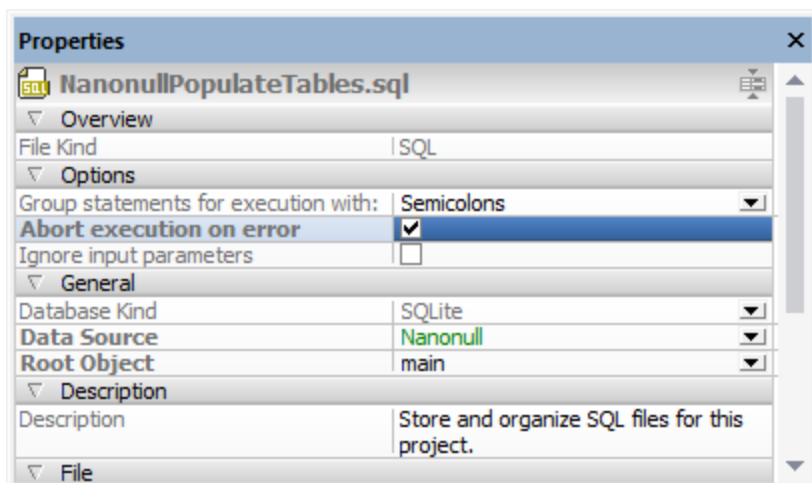 Properties
SQL NanonullPopulateTables.sql
Overview
File Kind SQL
Options
Group statements for execution with: Semicolons
Abort execution on error
Ignore input parameters
General
Database Kind SQLite
Data Source Nanonull
Root Object main
Description
Description Store and organize SQL files for this
project.
File